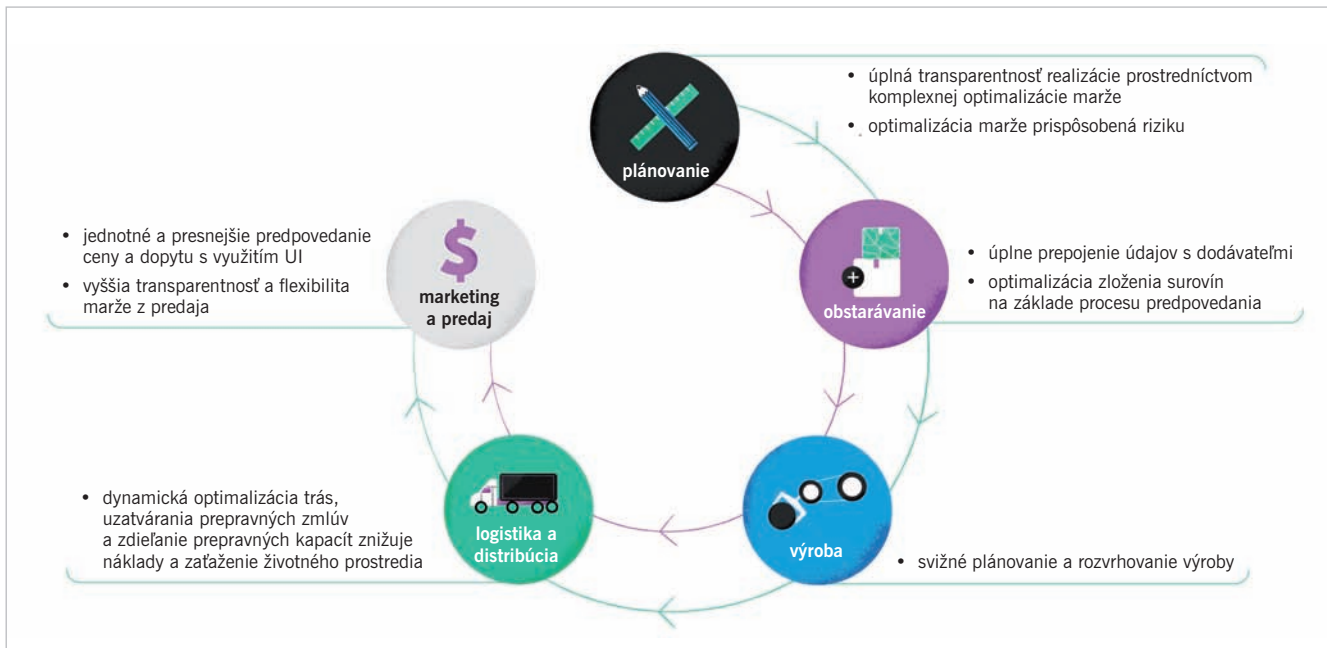 plánovanie
• úplná transparentnosť realizácie prostredníctvom
komplexnej optimalizácie marže
• optimalizácia marže prispôsobená riziku
obstarávanie
• úplne prepojenie údajov s dodávateľmi
• optimalizácia zloženia surovín
na základe procesu predpovedania
výroba
• svižné plánovanie a rozvrhovanie výroby
logistika a
distribúcia
• dynamická optimalizácia trás,
uzatvárania prepravných zmlúv
a zdieľanie prepravných kapacít znižuje
náklady a zaťaženie životného prostredia
$
marketing
a predaj
• jednotné a presnejšie predpovedanie
ceny a dopytu s využitím UI
• vyššia transparentnosť a flexibilita
marže z predaja